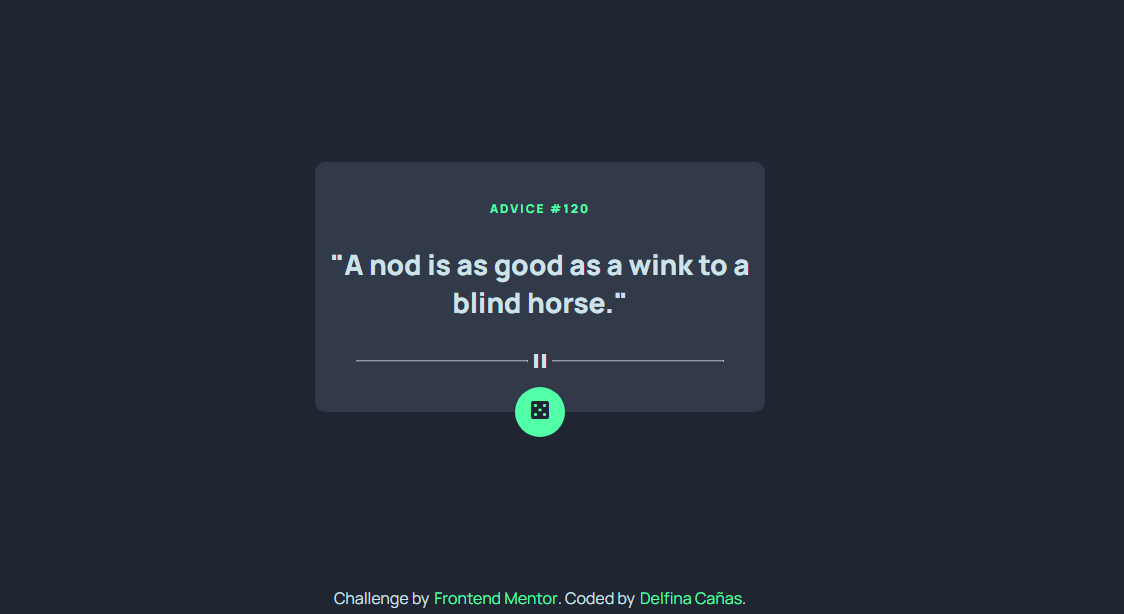 ADVICE #120
"A nod is as good as a wink to a
blind horse."
Challenge by Frontend Mentor. Coded by Delfina Cañas.